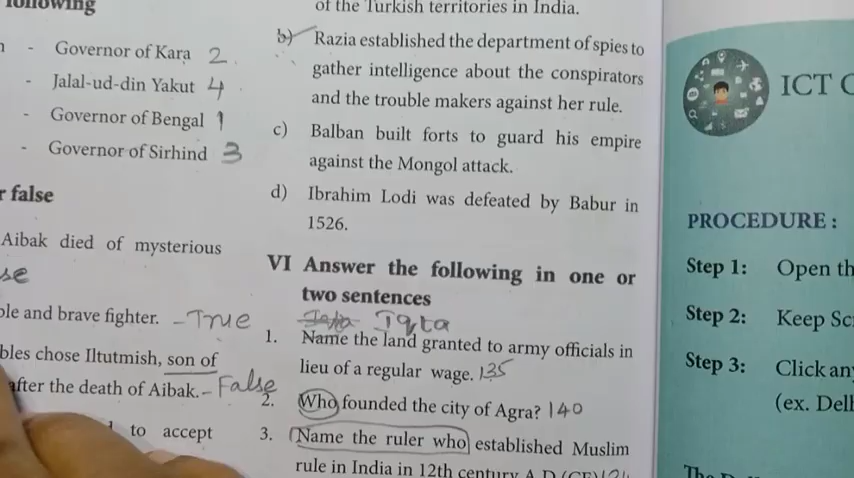 following
- Governor of Kara 2
- Jalal-ud-din Yakut 4
- Governor of Bengal 1
- Governor of Sirhind 3
r false
Aibak died of mysterious
se
ble and brave fighter. - True
bles chose Iltutmish, son of
after the death of Aibak. - False
to accept
of the Turkish territories in India.
b) Razia established the department of spies to
gather intelligence about the conspirators
and the trouble makers against her rule.
c) Balban built forts to guard his empire
against the Mongol attack.
d) Ibrahim Lodi was defeated by Babur in
1526.
VI Answer the following in one or
two sentences
Iqta
1. Name the land granted to army officials in
lieu of a regular wage. 135
2. Who founded the city of Agra? 140
3. Name the ruler who established Muslim
rule in India in 12th century A.D (CE)
ICT C
PROCEDURE :
Step 1: Open th
Step 2: Keep Sc
Step 3: Click any
(ex. Delh